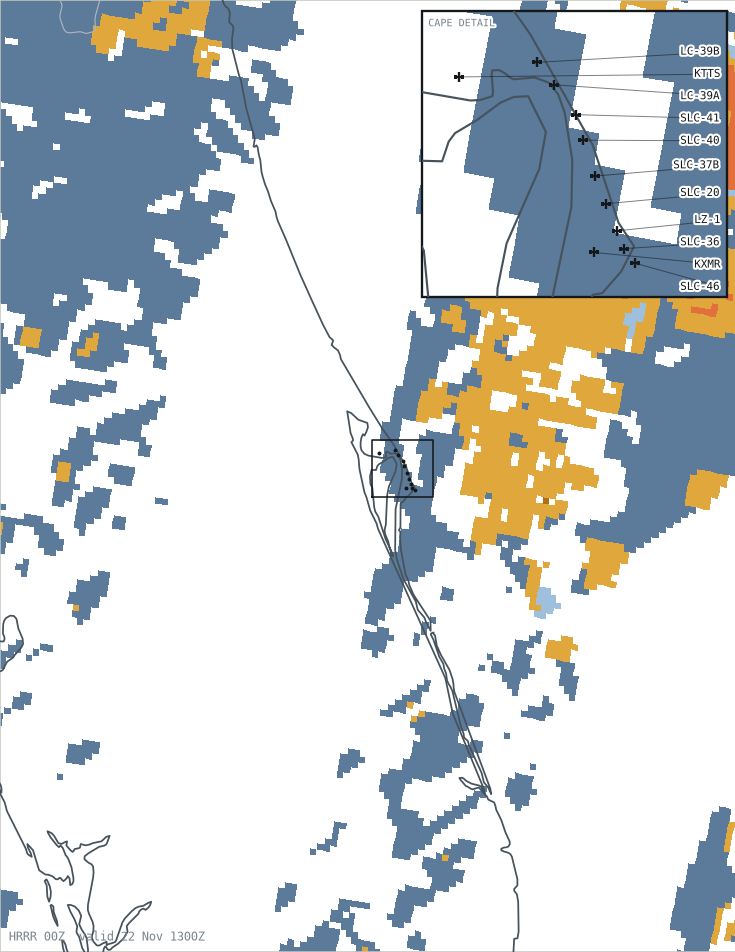 CAPE DETAIL
LC-39B
KTTS
LC-39A
SLC-41
SLC-40
SLC-37B
SLC-20
LZ-1
SLC-36
KXMR
SLC-46
HRRR 00Z  valid 22 Nov 1300Z